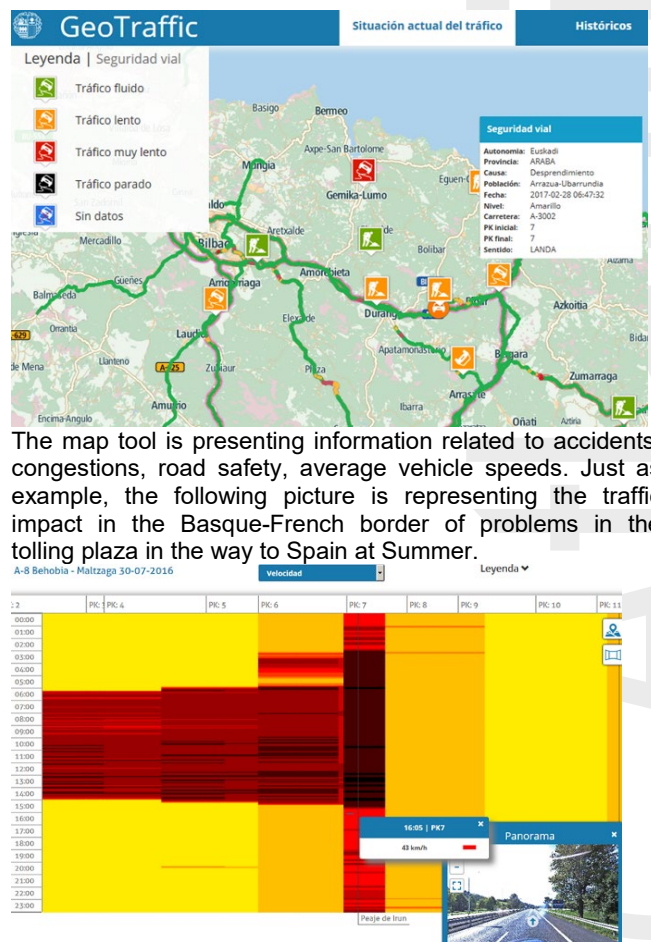 GeoTraffic
Situación actual del tráfico
Históricos
Leyenda | Seguridad vial
Tráfico fluido
Tráfico lento
Tráfico muy lento
Tráfico parado
Sin datos
Basigo
Bermeo
Axpe-San Bartolome
Mungia
Gernika-Lumo
Mercadillo
Aretxalde
Bolibar
Güeñes
Amorebieta
Balmaseda
Orrantia
Azkoitia
Llanteno
A-625
Apatamonasterio
Bergara
Zumarraga
Ibarra
Oñati
Aztiria
Encima-Angulo
Seguridad vial
Autonomía: Euskadi
Provincia: ARABA
Causa: Desprendimiento
Población: Arrazua-Ubarrundia
Fecha: 2017-02-28 06:47:32
Nivel: Amarillo
Carretera: A-3002
PK inicial: 7
PK final: 7
Sentido: LANDA
The map tool is presenting information related to accidents
congestions, road safety, average vehicle speeds. Just as
example, the following picture is representing the traffic
impact in the Basque-French border of problems in the
tolling plaza in the way to Spain at Summer.
A-8 Behobia - Maltzaga 30-07-2016
Velocidad
Leyenda
PK: 4
PK: 5
PK: 6
PK: 7
PK: 8
PK: 9
PK: 10
PK: 11
00:00
01:00
02:00
03:00
04:00
05:00
06:00
07:00
08:00
09:00
10:00
11:00
12:00
13:00
14:00
15:00
16:00
17:00
18:00
19:00
20:00
21:00
22:00
23:00
16:05 | PK7
43 km/h
Panorama
Peaje de Irun